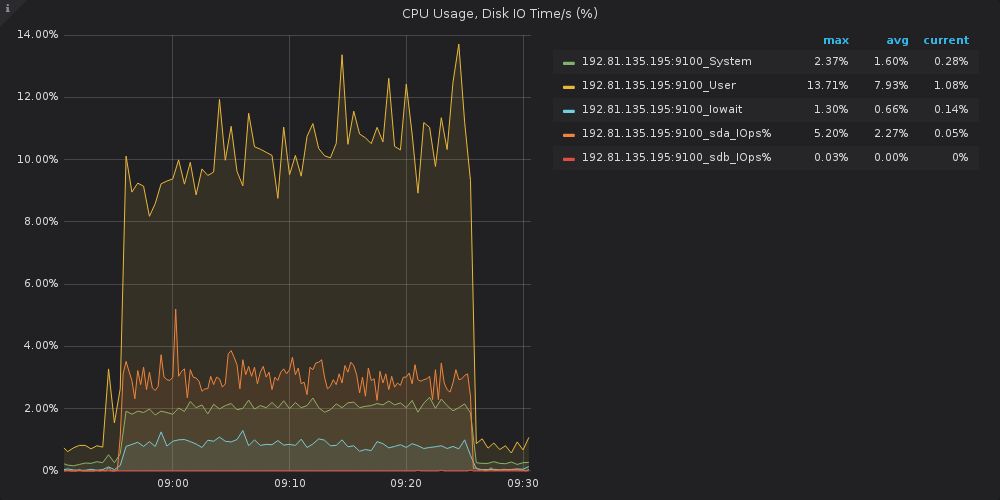 i
CPU Usage, Disk IO Time/s (%)
14.00%
12.00%
10.00%
8.00%
6.00%
4.00%
2.00%
0%
09:00 09:10 09:20 09:30
max avg current
192.81.135.195:9100_System 2.37% 1.60% 0.28%
192.81.135.195:9100_User 13.71% 7.93% 1.08%
192.81.135.195:9100_Iowait 1.30% 0.66% 0.14%
192.81.135.195:9100_sda_IOps% 5.20% 2.27% 0.05%
192.81.135.195:9100_sdb_IOps% 0.03% 0.00% 0%